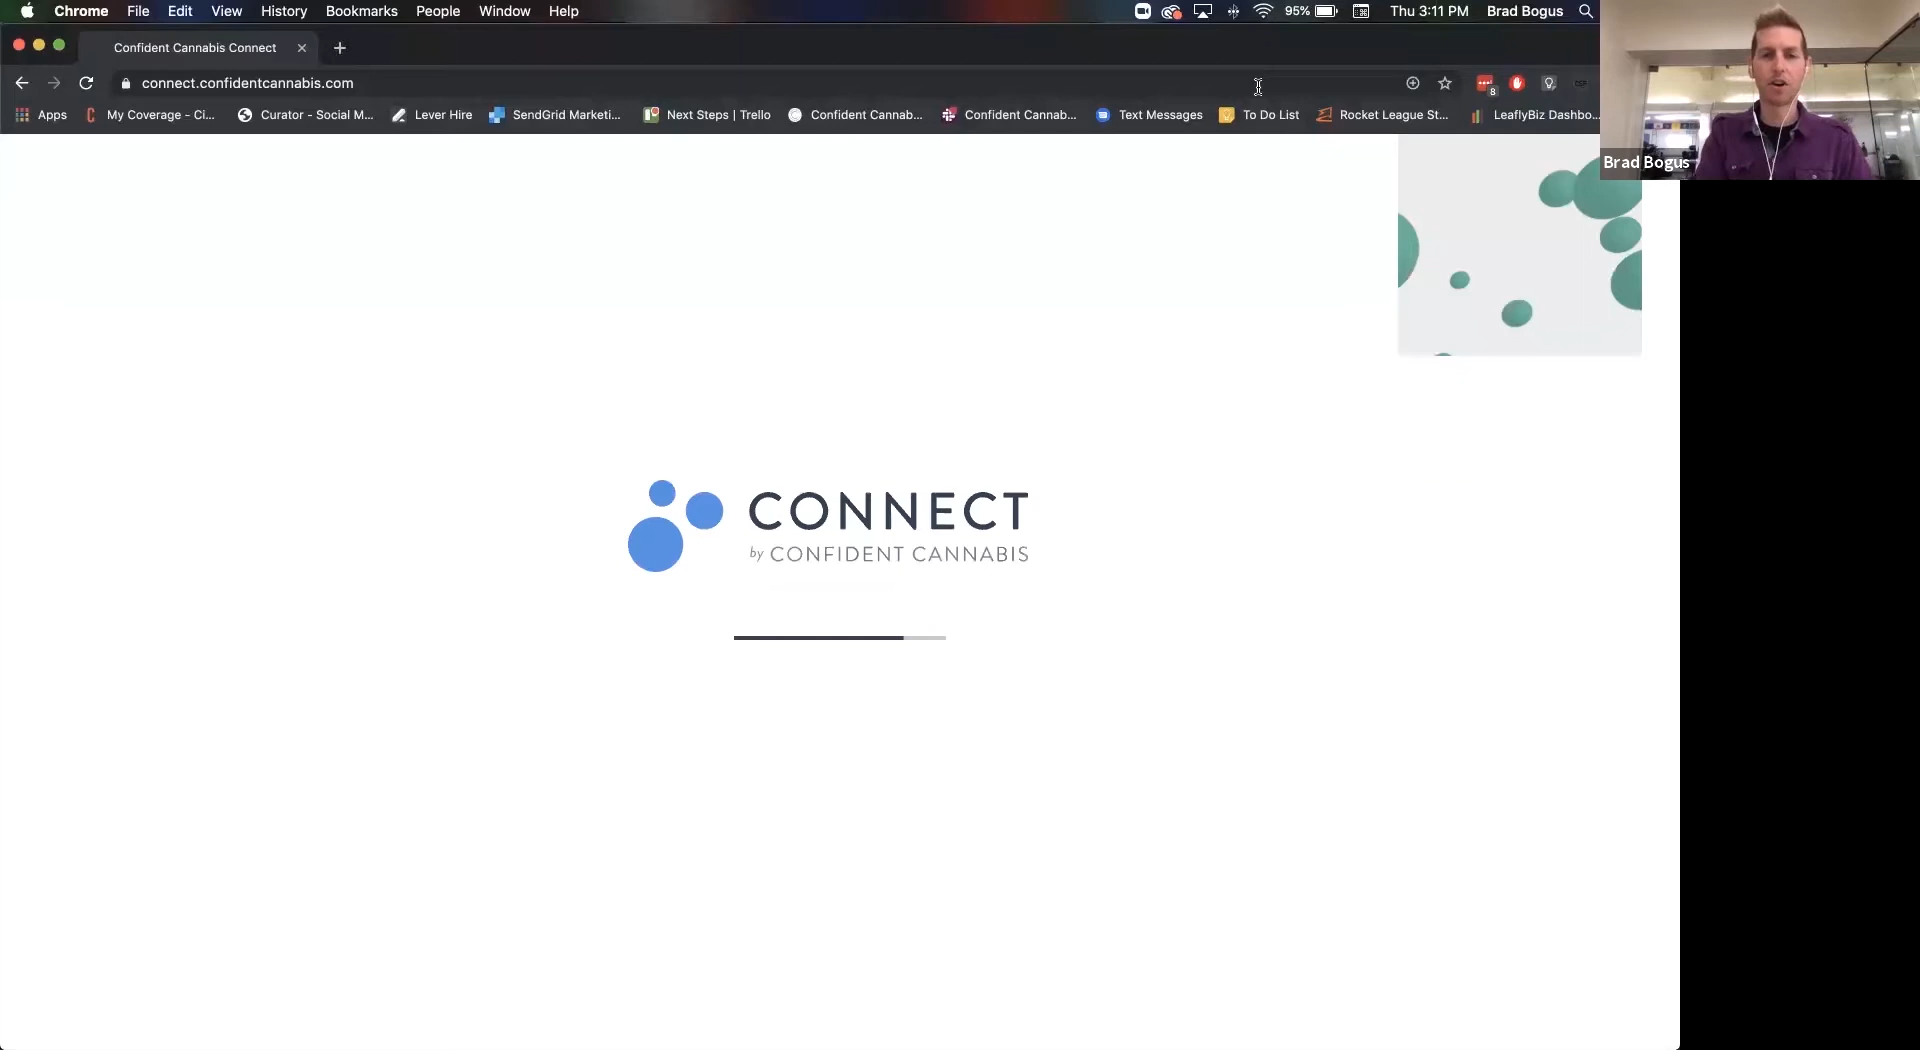 Chrome File Edit View History Bookmarks People Window Help 95% Thu 3:11 PM Brad Bogus
Confident Cannabis Connect
connect.confidentcannabis.com
8
Apps My Coverage - Ci... Curator - Social M... Lever Hire SendGrid Marketi... Next Steps | Trello Confident Cannab... Confident Cannab... Text Messages To Do List Rocket League St... LeaflyBiz Dashbo...
Brad Bogus
CONNECT
by CONFIDENT CANNABIS